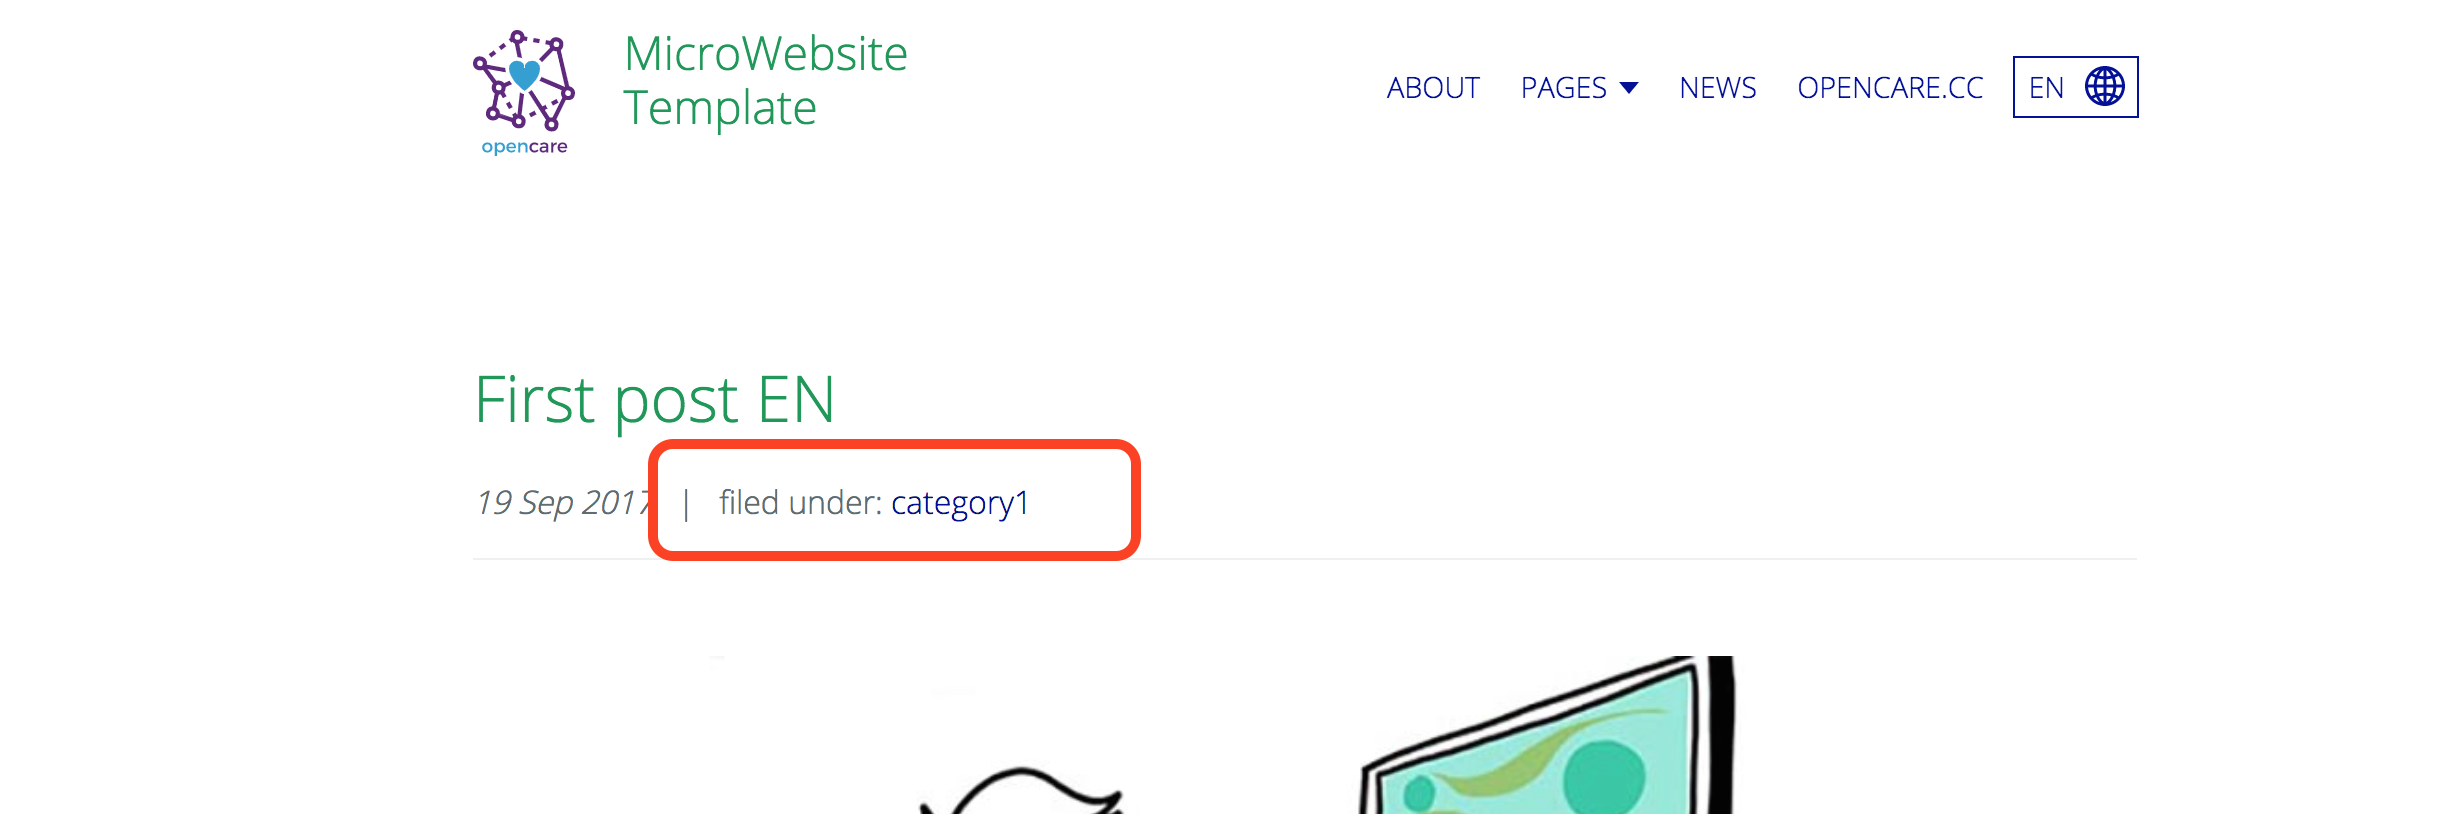 MicroWebsite
Template
opencare
ABOUT PAGES NEWS OPENCARE.CC EN
First post EN
19 Sep 2017 | filed under: category1